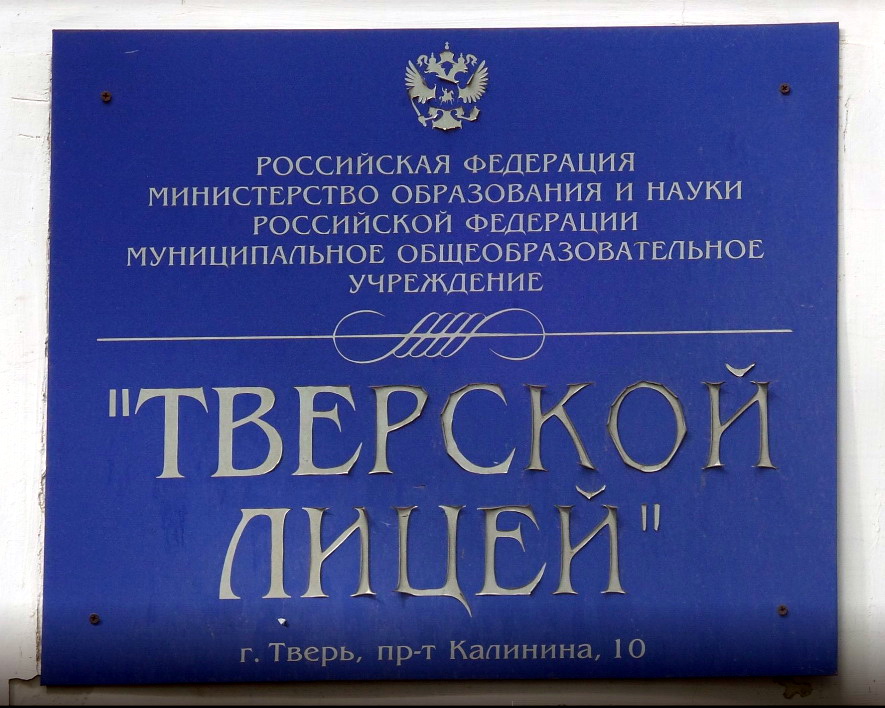 РОССИЙСКАЯ ФЕДЕРАЦИЯ
МИНИСТЕРСТВО ОБРАЗОВАНИЯ И НАУКИ
РОССИЙСКОЙ ФЕДЕРАЦИИ
МУНИЦИПАЛЬНОЕ ОБЩЕОБРАЗОВАТЕЛЬНОЕ
УЧРЕЖДЕНИЕ
"ТВЕРСКОЙ
ЛИЦЕЙ"
г. Тверь, пр-т Калинина, 10